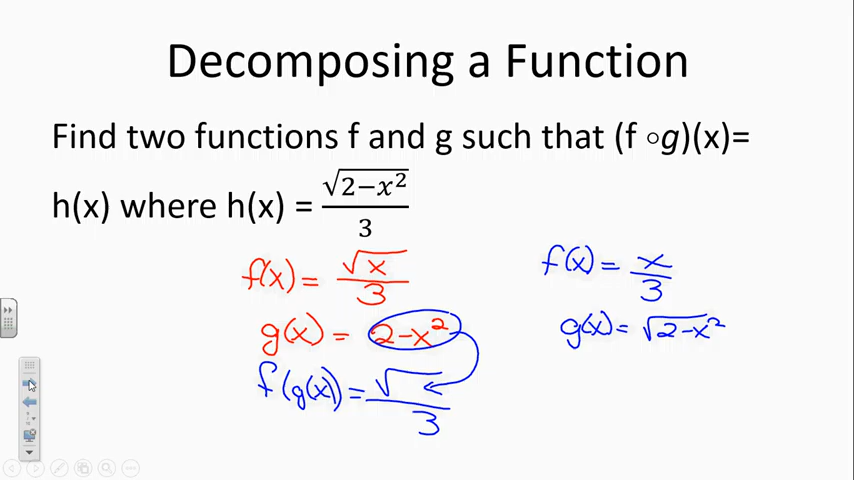 Decomposing a Function
Find two functions f and g such that (f ∘g)(x)=
h(x) where h(x) = √(2−x²)/3
f(x) = √x/3
g(x) = 2−x²
f(g(x)) = √ /3
f(x) = x/3
g(x) = √(2−x²)